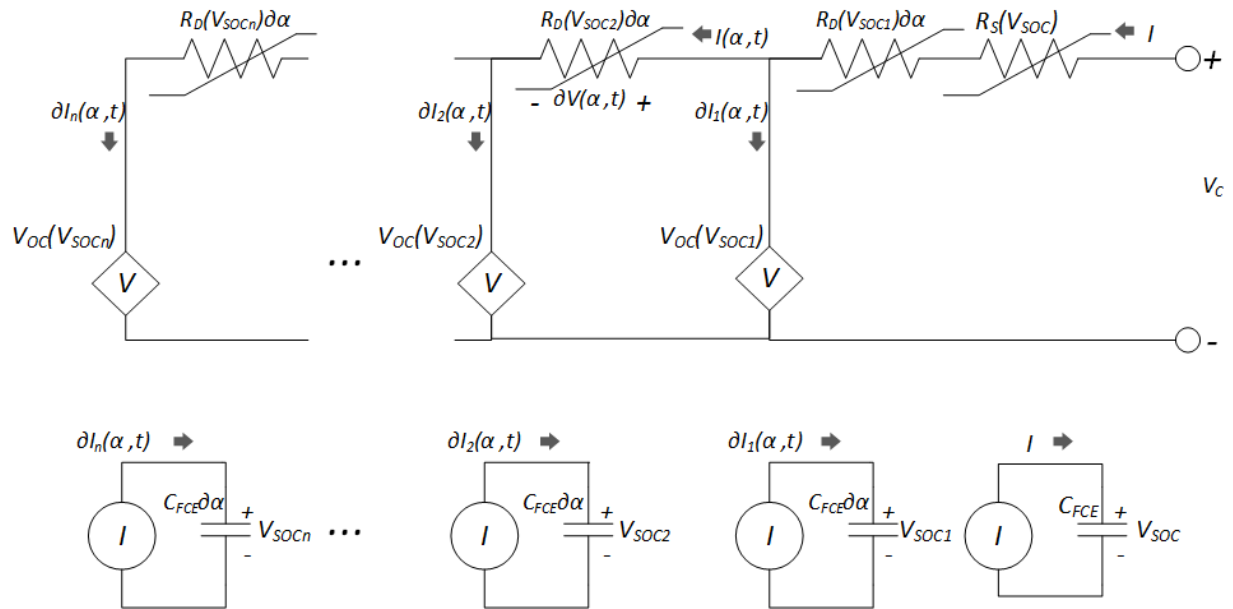 R_D(V_SOCn)∂α R_D(V_SOC2)∂α I(α,t) R_D(V_SOC1)∂α R_S(V_SOC) I
+
- ∂V(α,t) +
∂I_n(α,t) ∂I_2(α,t) ∂I_1(α,t)
V_C
V_OC(V_SOCn) V_OC(V_SOC2) V_OC(V_SOC1)
V ... V V
-
∂I_n(α,t) ∂I_2(α,t) ∂I_1(α,t) I
C_FCE∂α + C_FCE∂α + C_FCE∂α + C_FCE +
I V_SOCn ... I V_SOC2 I V_SOC1 I V_SOC
- - - -